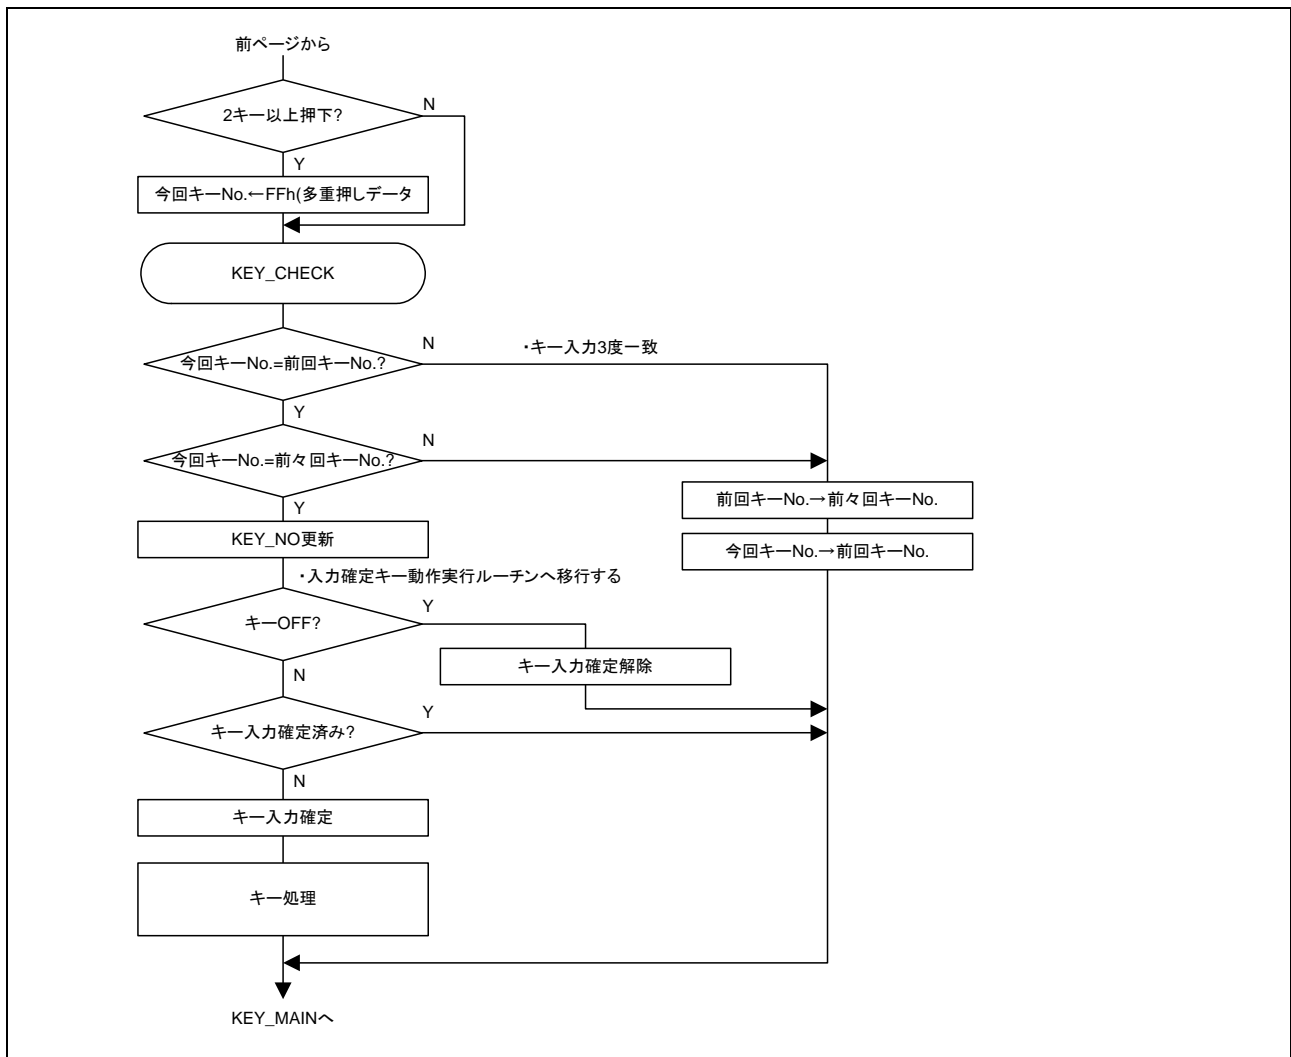 前ページから
2キー以上押下?
N
Y
今回キーNo.←FFh(多重押しデータ
KEY_CHECK
今回キーNo.=前回キーNo.?
N
・キー入力3度一致
Y
今回キーNo.=前々回キーNo.?
N
前回キーNo.→前々回キーNo.
Y
KEY_NO更新
今回キーNo.→前回キーNo.
・入力確定キー動作実行ルーチンへ移行する
キーOFF?
Y
キー入力確定解除
N
キー入力確定済み?
Y
N
キー入力確定
キー処理
KEY_MAINへ